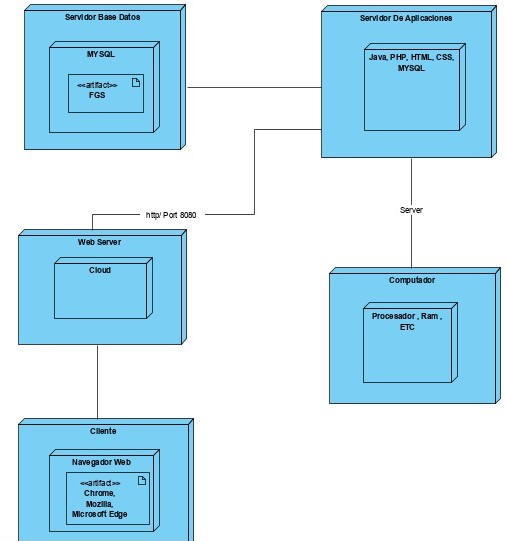 Servidor Base Datos
MYSQL
<<artifact>>
FGS
Servidor De Aplicaciones
Java, PHP, HTML, CSS,
MYSQL
http/ Port 8080
Server
Web Server
Cloud
Computador
Procesador , Ram ,
ETC
Cliente
Navegador Web
<<artifact>>
Chrome,
Mozilla,
Microsoft Edge